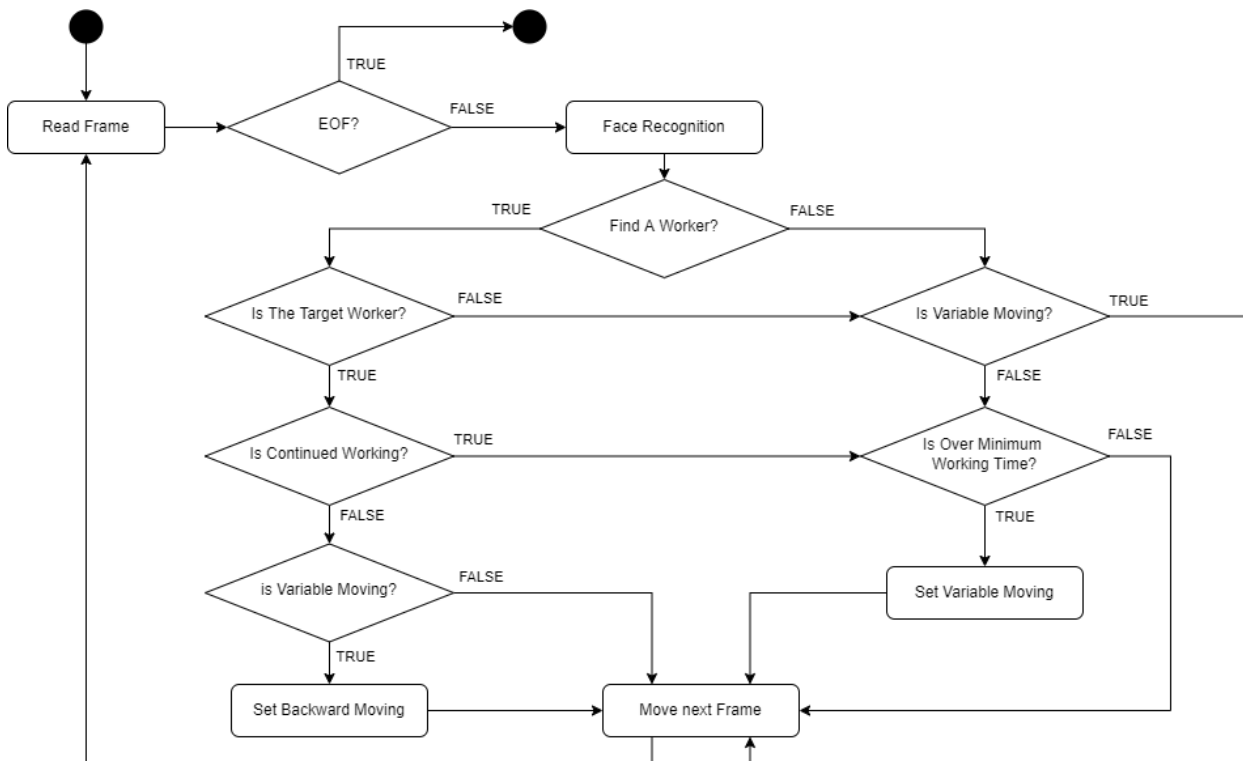 TRUE
Read Frame
EOF?
FALSE
Face Recognition
TRUE
Find A Worker?
FALSE
Is The Target Worker?
FALSE
Is Variable Moving?
TRUE
TRUE
FALSE
Is Continued Working?
TRUE
Is Over Minimum
Working Time?
FALSE
FALSE
TRUE
is Variable Moving?
FALSE
Set Variable Moving
TRUE
Set Backward Moving
Move next Frame